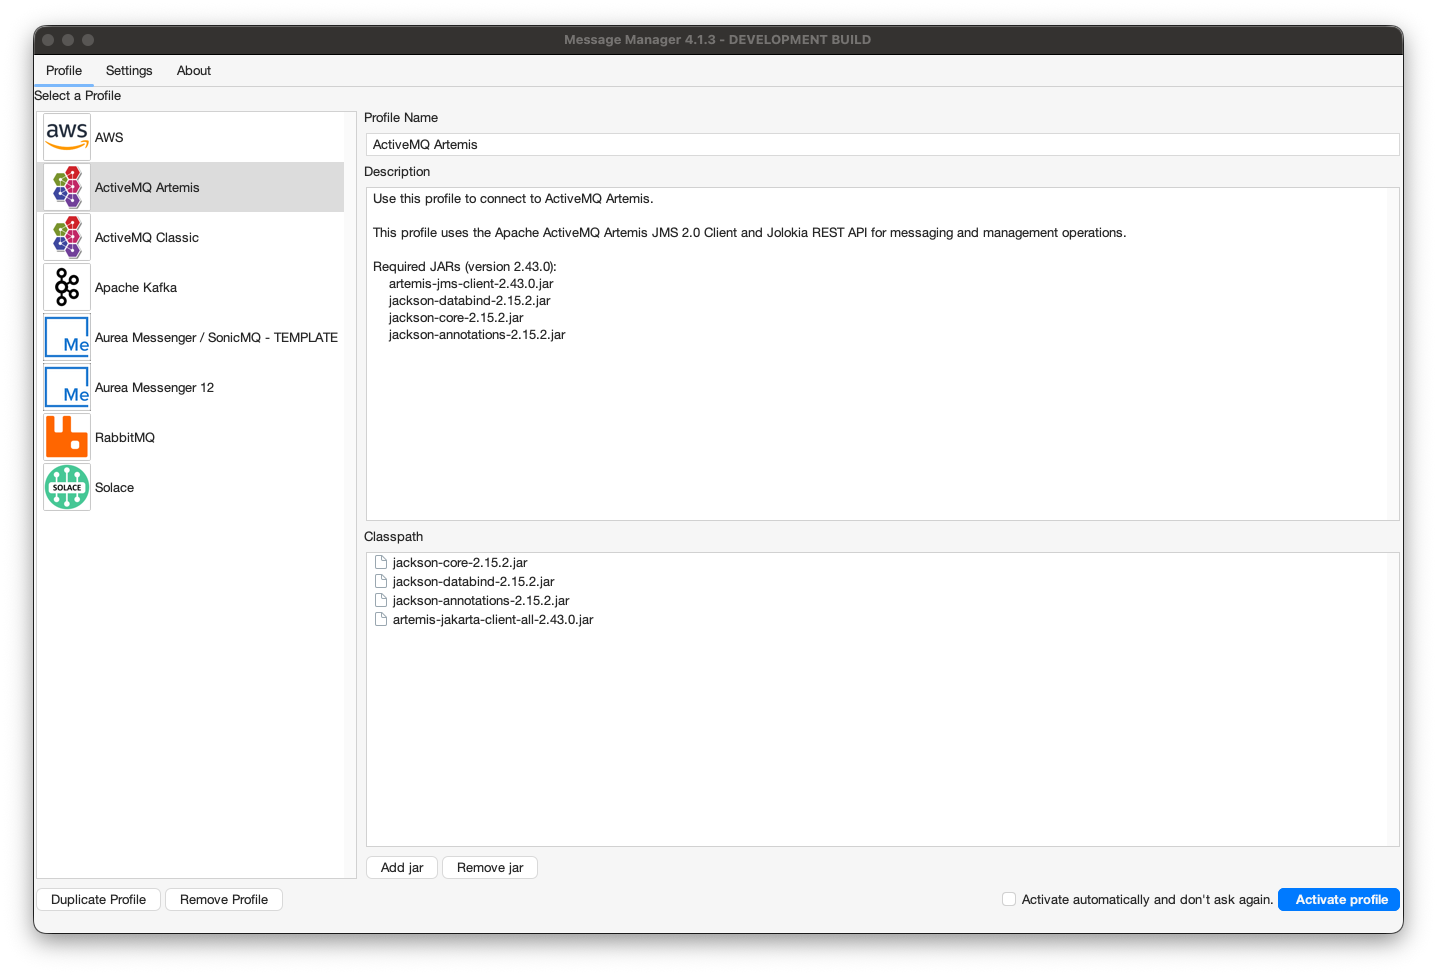 Message Manager 4.1.3 - DEVELOPMENT BUILD
Profile
Settings
About
Select a Profile
aws
AWS
ActiveMQ Artemis
ActiveMQ Classic
Apache Kafka
Me
Aurea Messenger / SonicMQ - TEMPLATE
Me
Aurea Messenger 12
RabbitMQ
SOLACE
Solace
Profile Name
ActiveMQ Artemis
Description
Use this profile to connect to ActiveMQ Artemis.
This profile uses the Apache ActiveMQ Artemis JMS 2.0 Client and Jolokia REST API for messaging and management operations.
Required JARs (version 2.43.0):
artemis-jms-client-2.43.0.jar
jackson-databind-2.15.2.jar
jackson-core-2.15.2.jar
jackson-annotations-2.15.2.jar
Classpath
jackson-core-2.15.2.jar
jackson-databind-2.15.2.jar
jackson-annotations-2.15.2.jar
artemis-jakarta-client-all-2.43.0.jar
Add jar
Remove jar
Duplicate Profile
Remove Profile
Activate automatically and don't ask again.
Activate profile